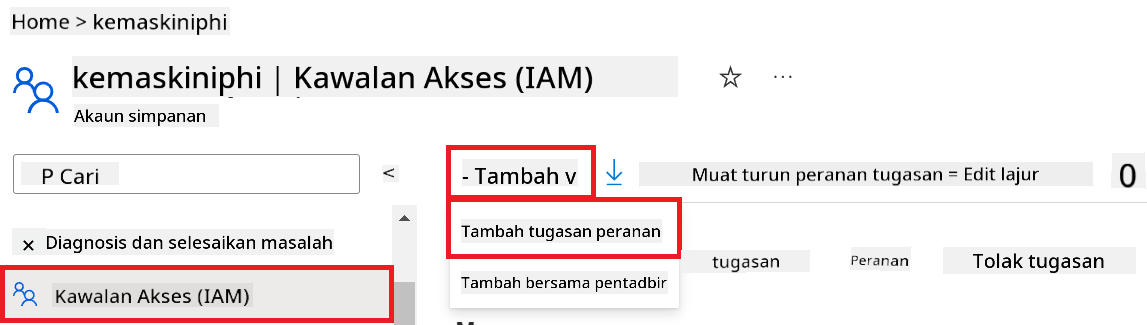 Home > kemaskiniphi
kemaskiniphi | Kawalan Akses (IAM)
Akaun simpanan
P Cari
<
- Tambah v
Muat turun peranan tugasan = Edit lajur
0
Tambah tugasan peranan
× Diagnosis dan selesaikan masalah
tugasan
Peranan
Tolak tugasan
Tambah bersama pentadbir
Kawalan Akses (IAM)